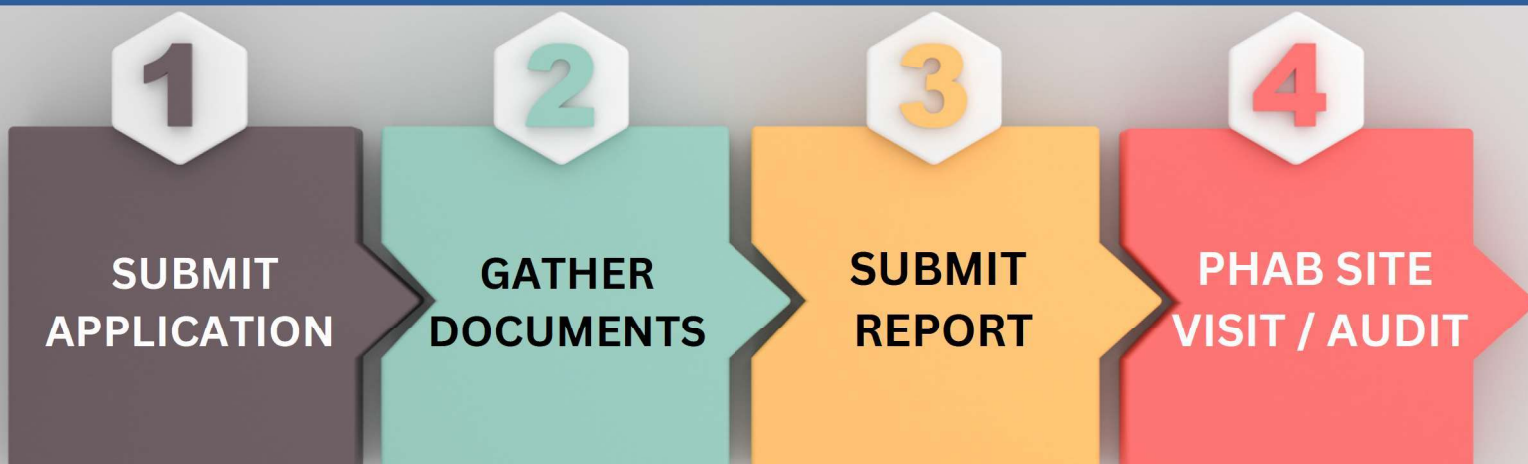 1
SUBMIT
APPLICATION
2
GATHER
DOCUMENTS
3
SUBMIT
REPORT
4
PHAB SITE
VISIT / AUDIT